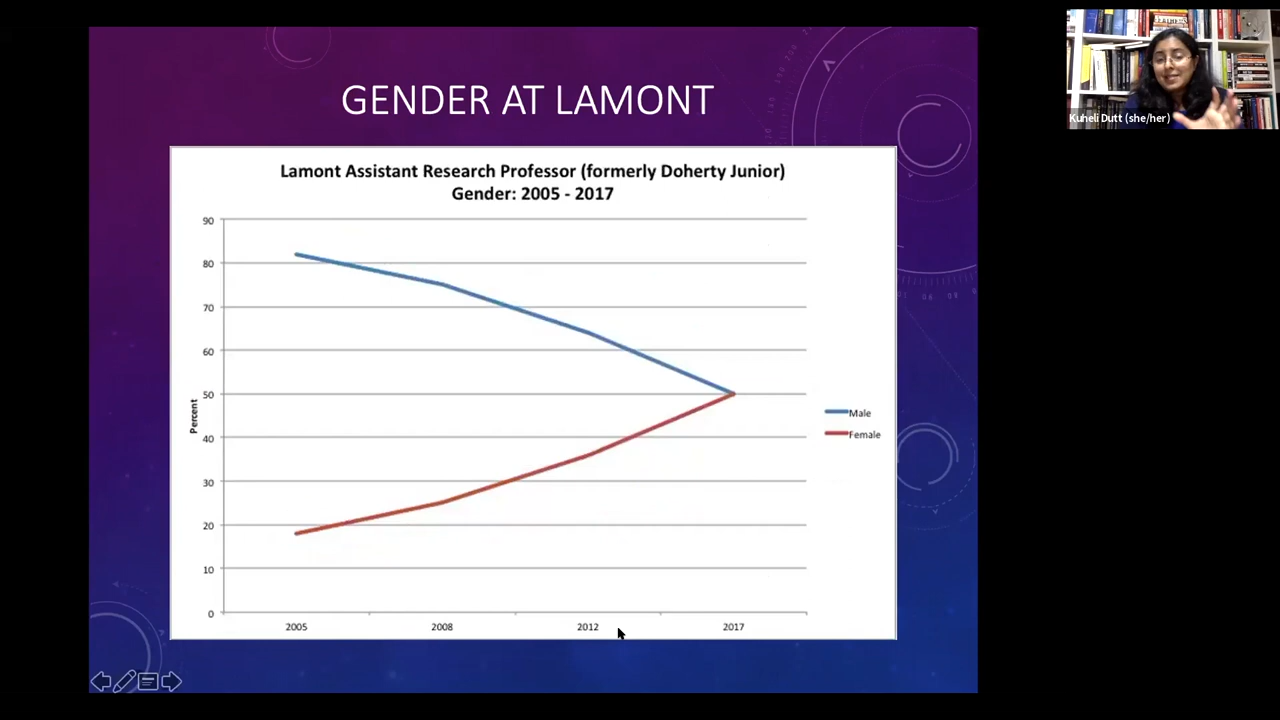 GENDER AT LAMONT
Lamont Assistant Research Professor (formerly Doherty Junior)
Gender: 2005 - 2017
90
80
70
60
50
40
30
20
10
0
Percent
2005
2008
2012
2017
Male
Female
Kuheli Dutt (she/her)